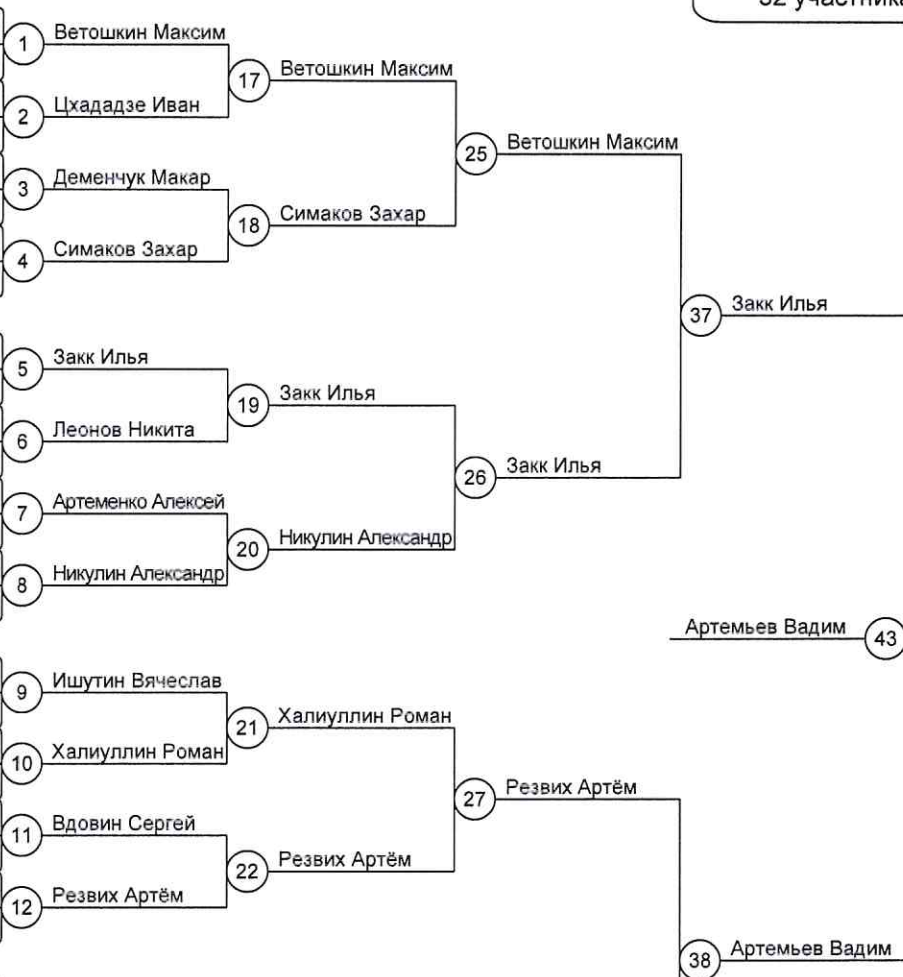 32 участника
1 Ветошкин Максим
17 Ветошкин Максим
2 Цхададзе Иван
25 Ветошкин Максим
3 Деменчук Макар
18 Симаков Захар
4 Симаков Захар
37 Закк Илья
5 Закк Илья
19 Закк Илья
6 Леонов Никита
26 Закк Илья
7 Артеменко Алексей
20 Никулин Александр
8 Никулин Александр
Артемьев Вадим 43
9 Ишутин Вячеслав
21 Халиуллин Роман
10 Халиуллин Роман
27 Резвих Артём
11 Вдовин Сергей
22 Резвих Артём
12 Резвих Артём
38 Артемьев Вадим